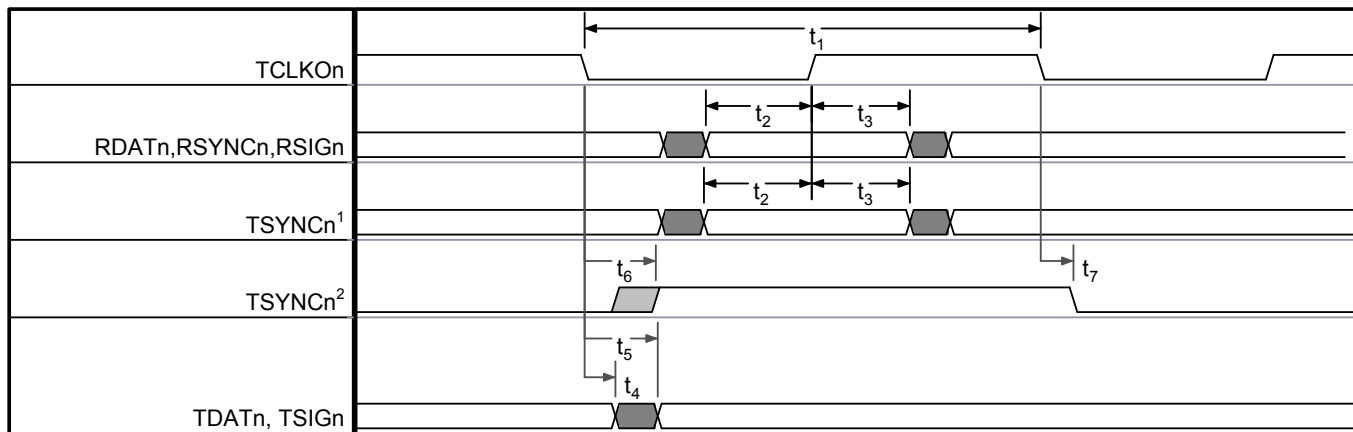 t1
TCLKOn
t2 t3
RDATn,RSYNCn,RSIGn
t2 t3
TSYNCn1
t6 t7
TSYNCn2
t5
t4
TDATn, TSIGn